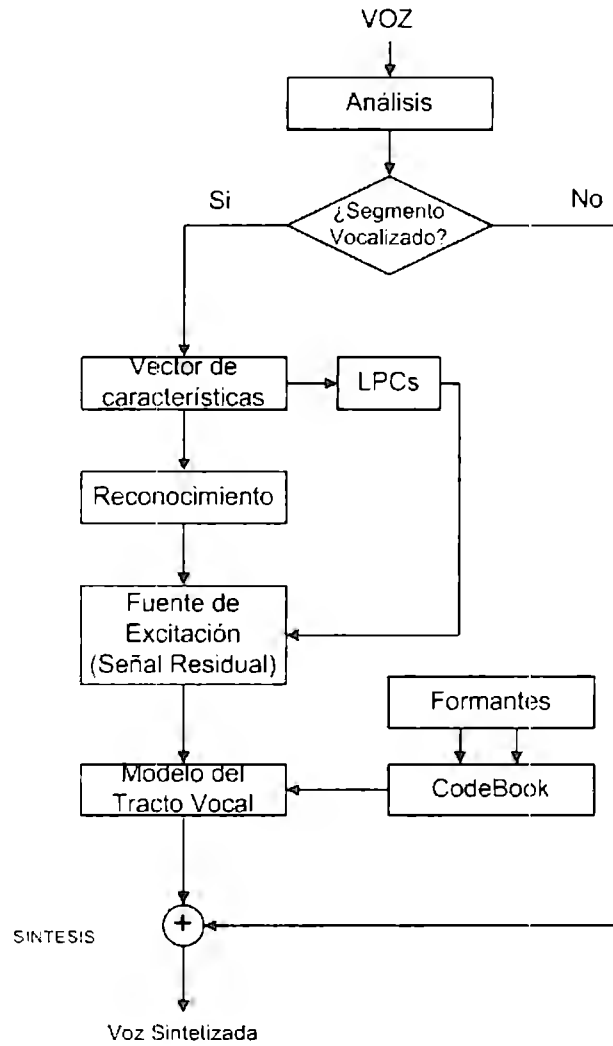 VOZ
Análisis
Si
¿Segmento
Vocalizado?
No
Vector de
características
LPCs
Reconocimiento
Fuente de
Excitación
(Señal Residual)
Formantes
Modelo del
Tracto Vocal
CodeBook
+
SINTESIS
Voz Sintetizada